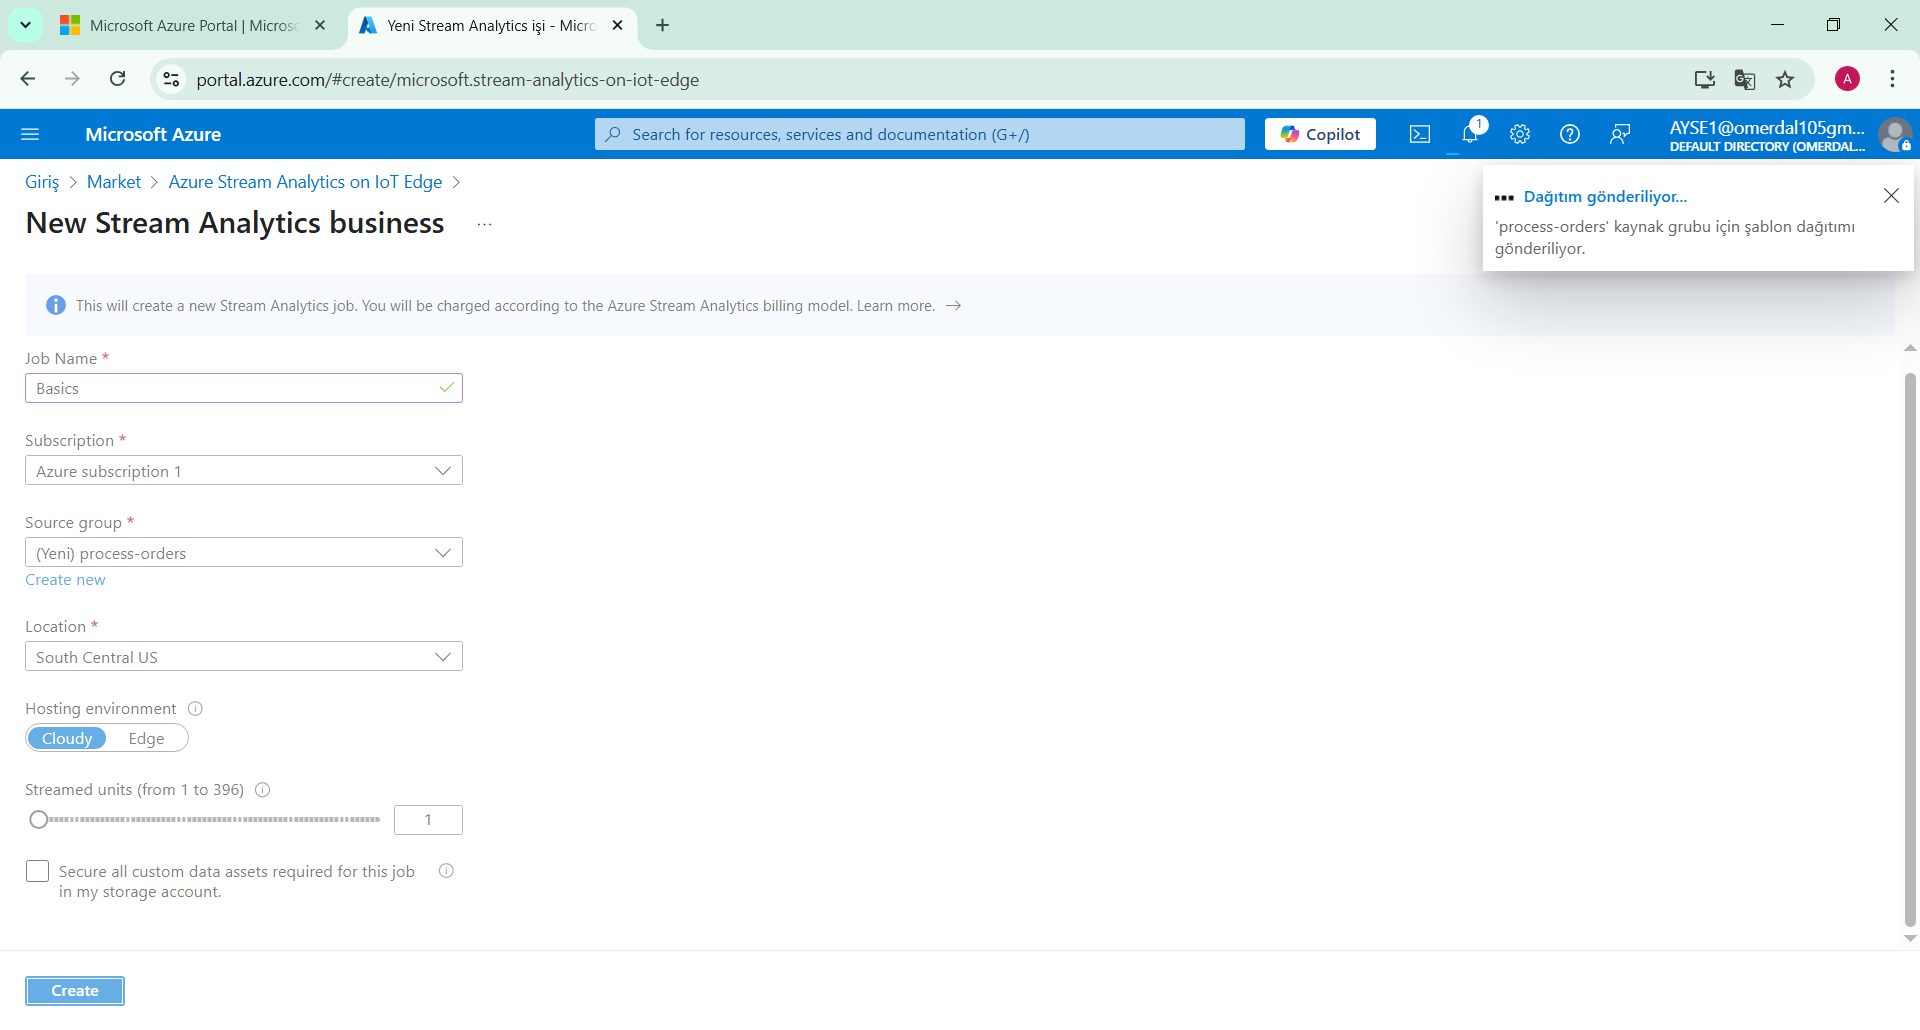 Microsoft Azure Portal | Micros
Yeni Stream Analytics işi - Micro
portal.azure.com/#create/microsoft.stream-analytics-on-iot-edge
A
Microsoft Azure
Search for resources, services and documentation (G+/)
Copilot
1
AYSE1@omerdal105gm...
DEFAULT DIRECTORY (OMERDAL...
Giriş > Market > Azure Stream Analytics on IoT Edge >
New Stream Analytics business ...
Dağıtım gönderiliyor...
'process-orders' kaynak grubu için şablon dağıtımı
gönderiliyor.
This will create a new Stream Analytics job. You will be charged according to the Azure Stream Analytics billing model. Learn more. →
Job Name *
Basics
Subscription *
Azure subscription 1
Source group *
(Yeni) process-orders
Create new
Location *
South Central US
Hosting environment
Cloudy Edge
Streamed units (from 1 to 396)
1
Secure all custom data assets required for this job
in my storage account.
Create